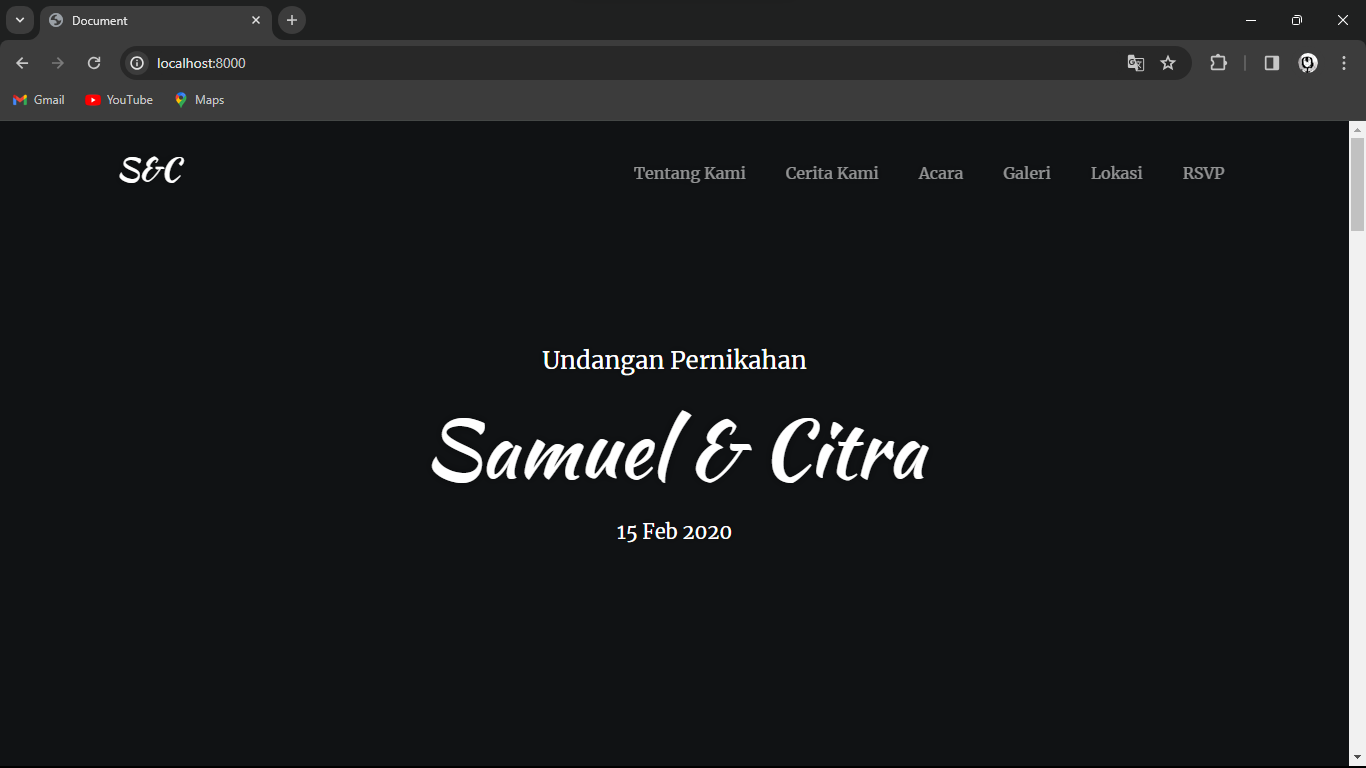 Document
localhost:8000
Gmail YouTube Maps
S&C Tentang Kami Cerita Kami Acara Galeri Lokasi RSVP
Undangan Pernikahan
Samuel & Citra
15 Feb 2020